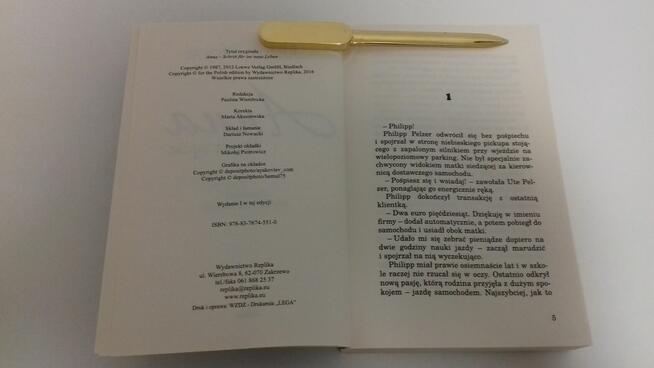 Tytuł oryginału
Anna – Schritt für ins neue Leben
Copyright © 1987, 2012 Loewe Verlag GmbH, Bindlach
Copyright © for the Polish edition by Wydawnictwo Replika, 2016
Wszelkie prawa zastrzeżone
Redakcja
Paulina Wierzbicka
Korekta
Marta Akuszewska
Skład i łamanie
Dariusz Nowacki
Projekt okładki
Mikołaj Piotrowicz
Grafika na okładce
Copyright © depositphoto/ayakovlev_com
Copyright © depositphoto/hamsi75
Wydanie I w tej edycji
ISBN: 978-83-7674-551-0
Wydawnictwo Replika
ul. Wierzbowa 8, 62-070 Zakrzewo
tel./faks 061 868 25 37
replika@replika.eu
www.replika.eu
Druk i oprawa: WZDZ - Drukarnia „LEGA"
1
– Philipp!
Philipp Pelzer odwrócił się bez pośpiechu
i spojrzał w stronę niebieskiego pickupa stoją-
cego z zapalonym silnikiem przy wjeździe na
wielopoziomowy parking. Nie był specjalnie za-
chwycony widokiem matki siedzącej za kierow-
nicą dostawczego samochodu.
– Pośpiesz się i wsiadaj! – zawołała Ute Pel-
zer, ponaglając go energicznie ręką.
Philipp dokończył transakcję z ostatnią
klientką.
– Dwa euro pięćdziesiąt. Dziękuję w imieniu
firmy – dodał automatycznie, a potem pobiegł do
samochodu i usiadł obok matki.
– Udało mi się zebrać pieniądze dopiero na
dwie godziny nauki jazdy – zaczął marudzić
i spojrzał na nią wyczekująco.
Philipp miał prawie osiemnaście lat i w szko-
le raczej nie rzucał się w oczy. Ostatnio odkrył
nową pasję, którą rodzina przyjęła z dużym spo-
kojem – jazdę samochodem. Najszybciej, jak to
5